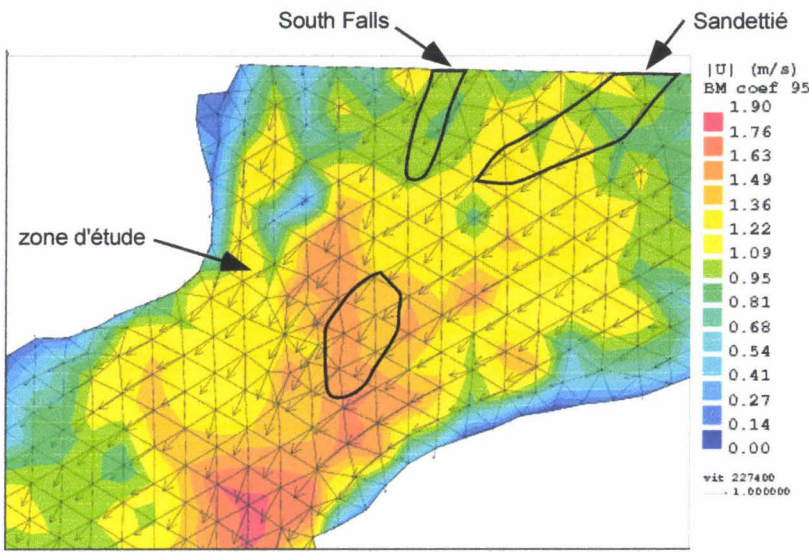 South Falls
Sandettié
zone d'étude
|U| (m/s)
BM coef 95
1.90
1.76
1.63
1.49
1.36
1.22
1.09
0.95
0.81
0.68
0.54
0.41
0.27
0.14
0.00
vit 227400
1.000000